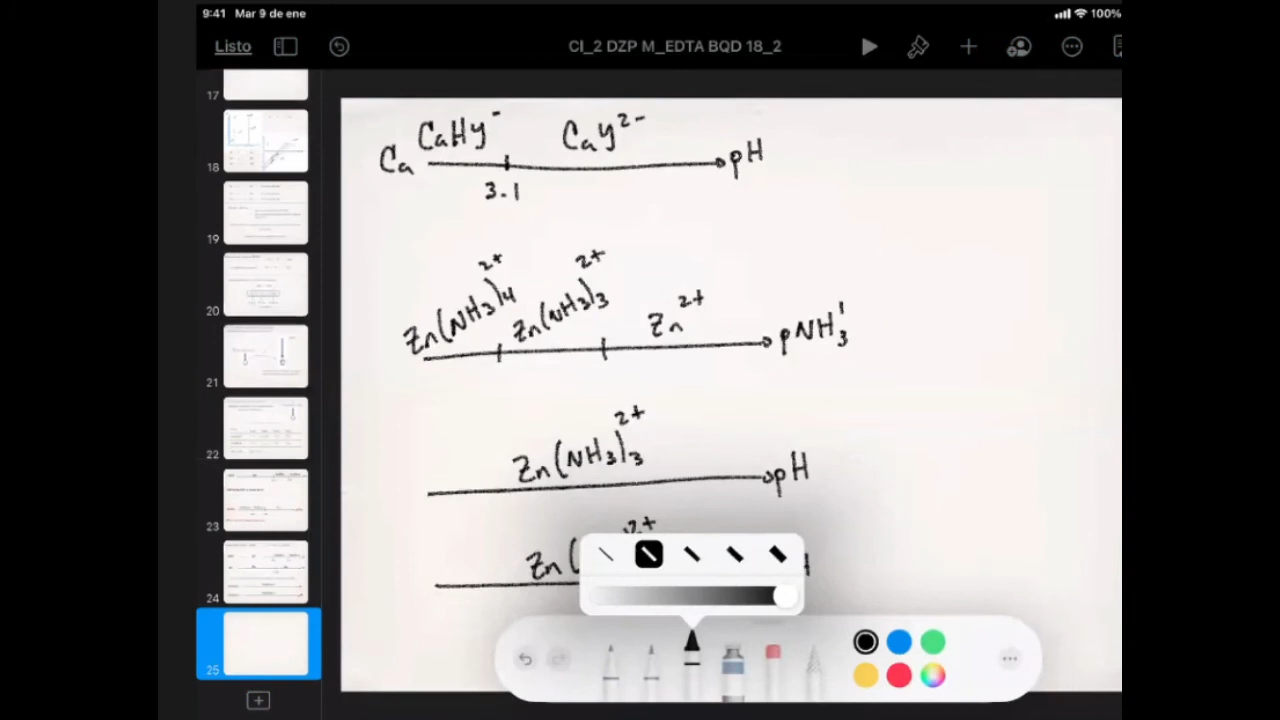 9:41 Mar 9 de ene 100%
Listo CI_2 DZP M_EDTA BQD 18_2
17
18
19
20
21
22
23
24
25
CaHy⁻ Cay²⁻
Ca pH
3.1
Zn(NH3)4²⁺ Zn(NH3)3²⁺ Zn²⁺ pNH3'
Zn(NH3)3²⁺ pH
Zn( 2+